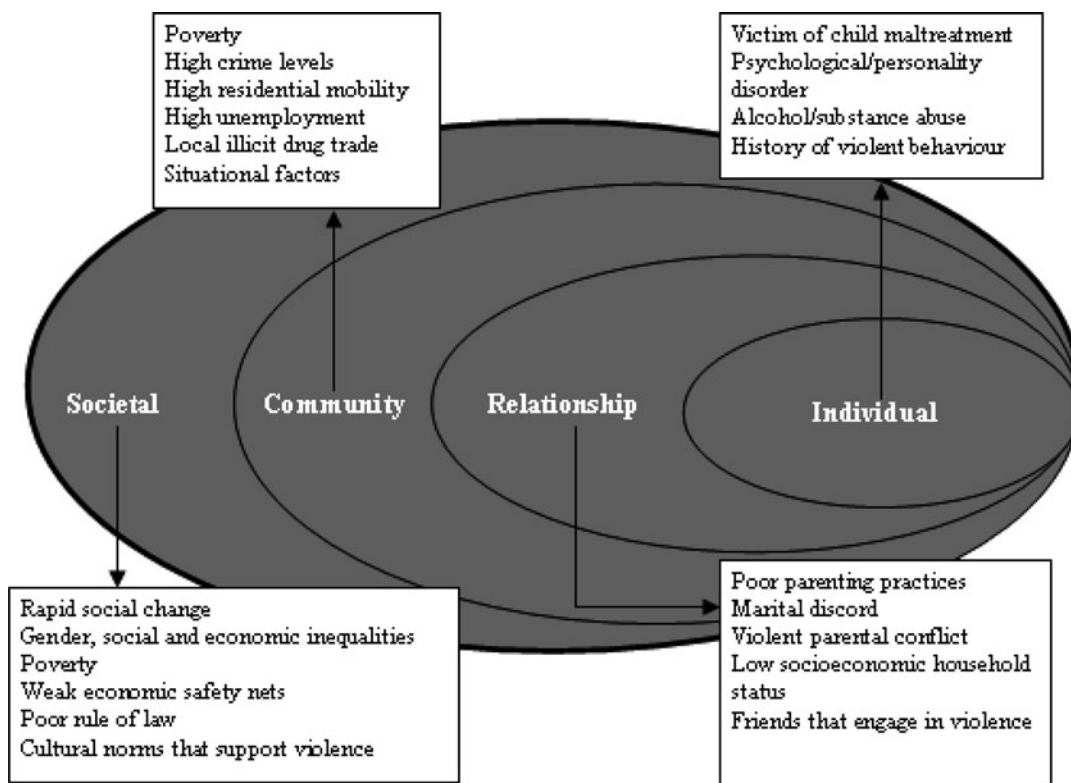 Poverty
High crime levels
High residential mobility
High unemployment
Local illicit drug trade
Situational factors
Victim of child maltreatment
Psychological/personality
disorder
Alcohol/substance abuse
History of violent behaviour
Societal
Community
Relationship
Individual
Rapid social change
Gender, social and economic inequalities
Poverty
Weak economic safety nets
Poor rule of law
Cultural norms that support violence
Poor parenting practices
Marital discord
Violent parental conflict
Low socioeconomic household
status
Friends that engage in violence